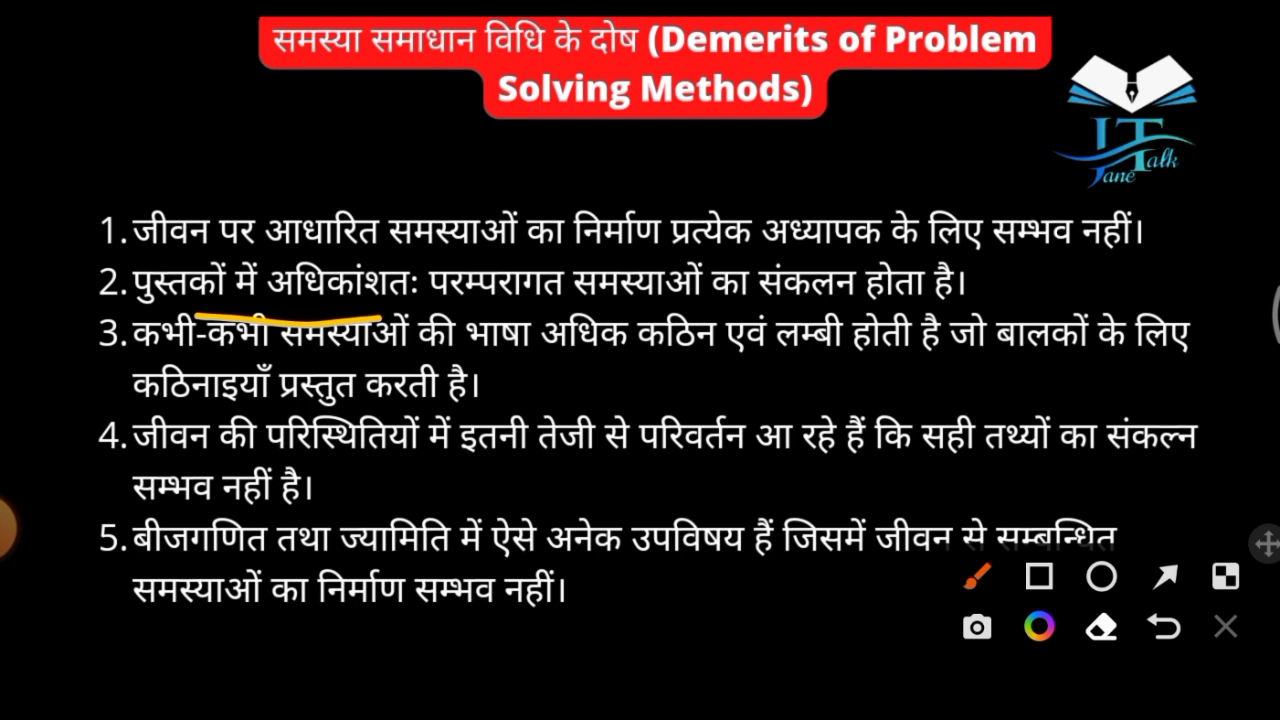 समस्या समाधान विधि के दोष (Demerits of Problem
Solving Methods)
JT
Jane Talk
1. जीवन पर आधारित समस्याओं का निर्माण प्रत्येक अध्यापक के लिए सम्भव नहीं।
2. पुस्तकों में अधिकांशतः परम्परागत समस्याओं का संकलन होता है।
3. कभी-कभी समस्याओं की भाषा अधिक कठिन एवं लम्बी होती है जो बालकों के लिए
कठिनाइयाँ प्रस्तुत करती है।
4. जीवन की परिस्थितियों में इतनी तेजी से परिवर्तन आ रहे हैं कि सही तथ्यों का संकल्न
सम्भव नहीं है।
5. बीजगणित तथा ज्यामिति में ऐसे अनेक उपविषय हैं जिसमें जीवन से सम्बन्धित
समस्याओं का निर्माण सम्भव नहीं।